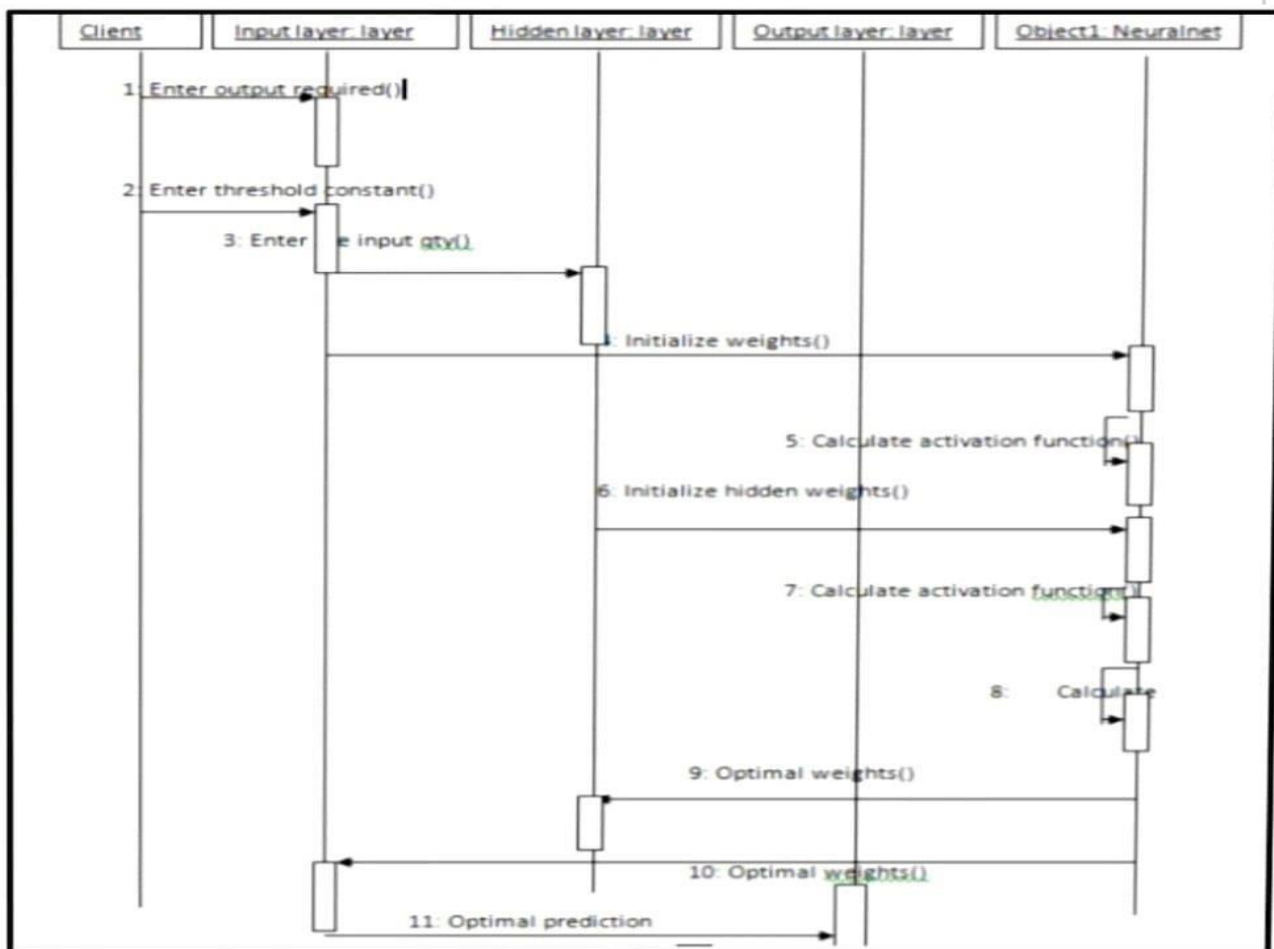 Client
Input layer: layer
Hidden layer: layer
Output layer: layer
Object1: Neuralnet
1: Enter output required()
2: Enter threshold constant()
3: Enter input qty()
: Initialize weights()
5: Calculate activation function()
6: Initialize hidden weights()
7: Calculate activation function()
8: Calculate
9: Optimal weights()
10: Optimal weights()
11: Optimal prediction